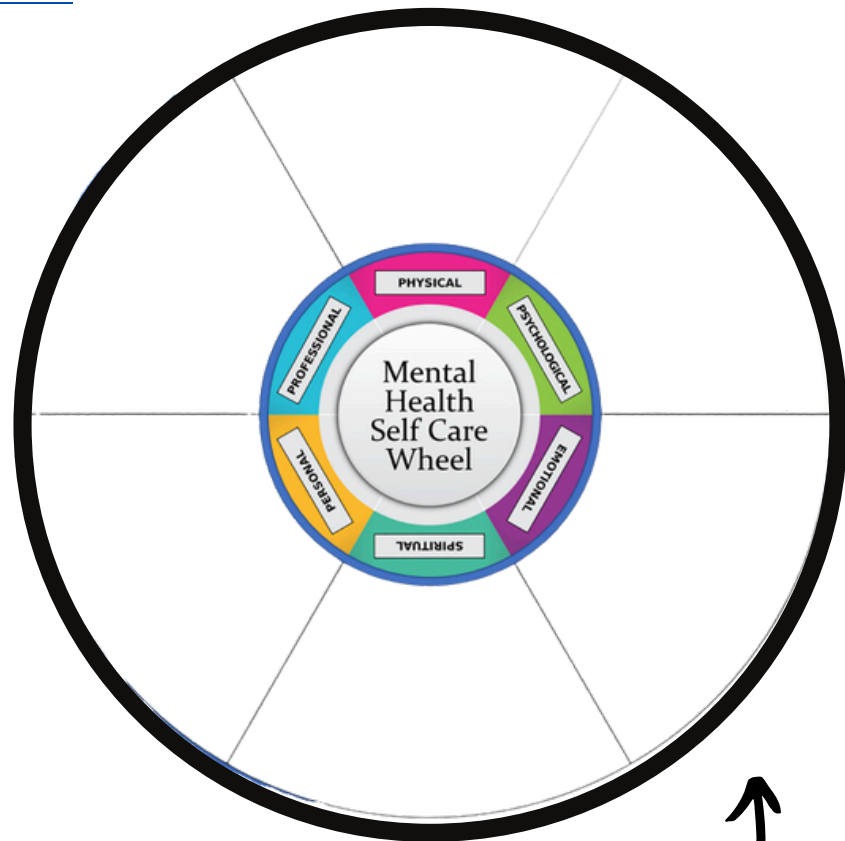 PHYSICAL
PSYCHOLOGICAL
EMOTIONAL
SPIRITUAL
PERSONAL
PROFESSIONAL
Mental
Health
Self Care
Wheel